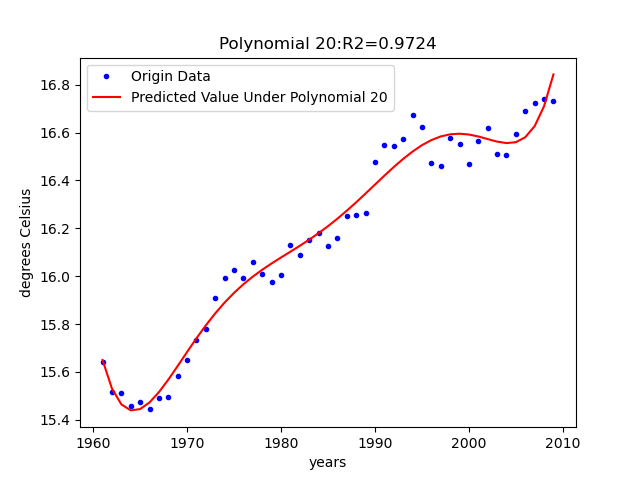 Polynomial 20:R2=0.9724
Origin Data
Predicted Value Under Polynomial 20
16.8
16.6
16.4
16.2
16.0
15.8
15.6
15.4
degrees Celsius
1960 1970 1980 1990 2000 2010
years